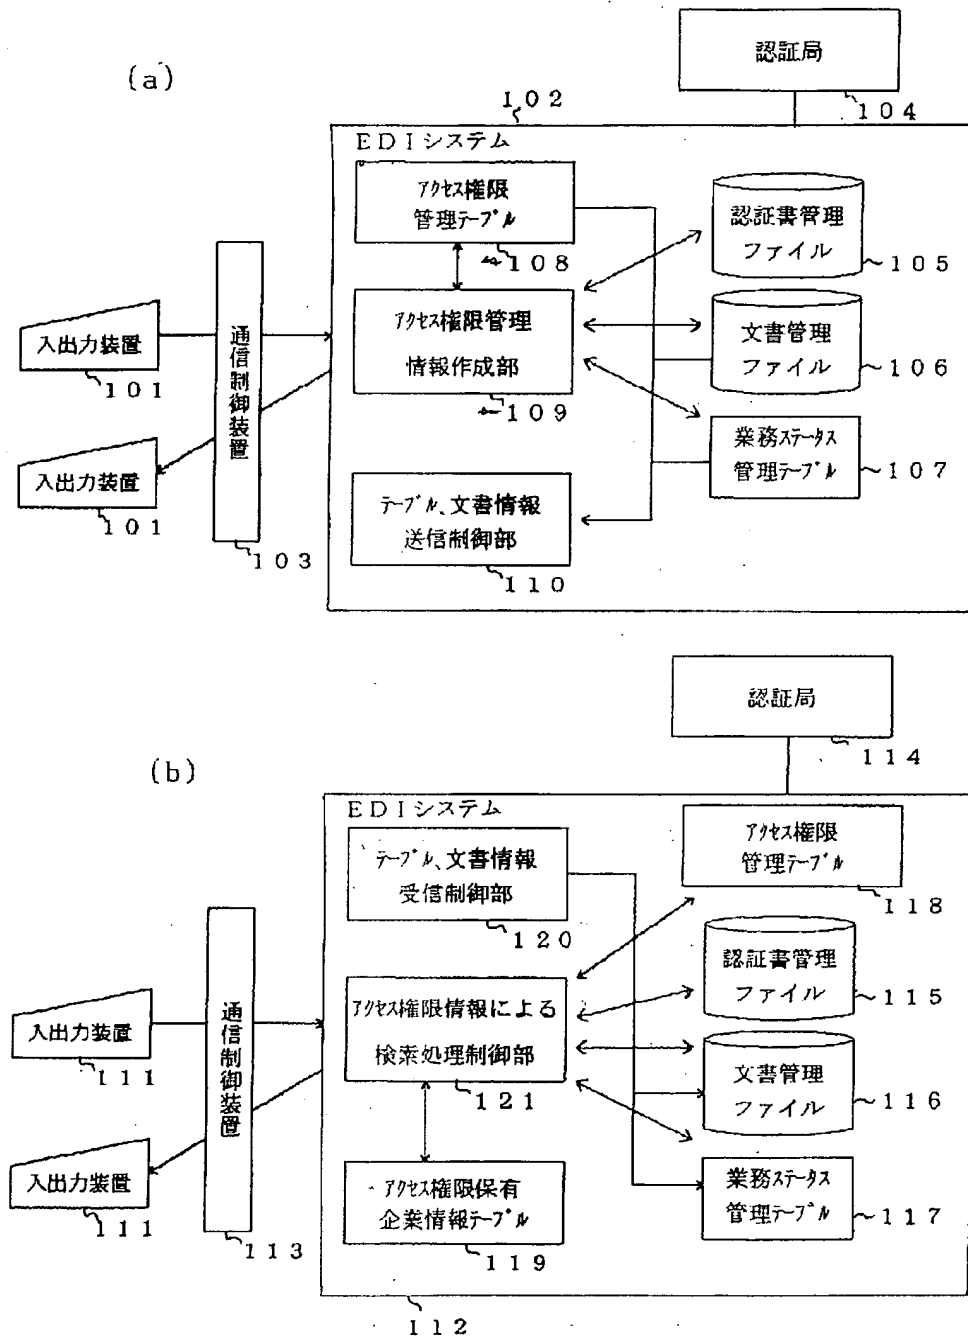 (a)
認証局
104
102
EDIシステム
アクセス権限
管理テーブル
108
認証書管理
ファイル
105
アクセス権限管理
情報作成部
109
文書管理
ファイル
106
業務ステータス
管理テーブル
107
テーブル、文書情報
送信制御部
110
入出力装置
101
入出力装置
101
通信制御装置
103
(b)
認証局
114
EDIシステム
テーブル、文書情報
受信制御部
120
アクセス権限
管理テーブル
118
認証書管理
ファイル
115
アクセス権限情報による
検索処理制御部
121
文書管理
ファイル
116
アクセス権限保有
企業情報テーブル
119
業務ステータス
管理テーブル
117
入出力装置
111
入出力装置
111
通信制御装置
113
112